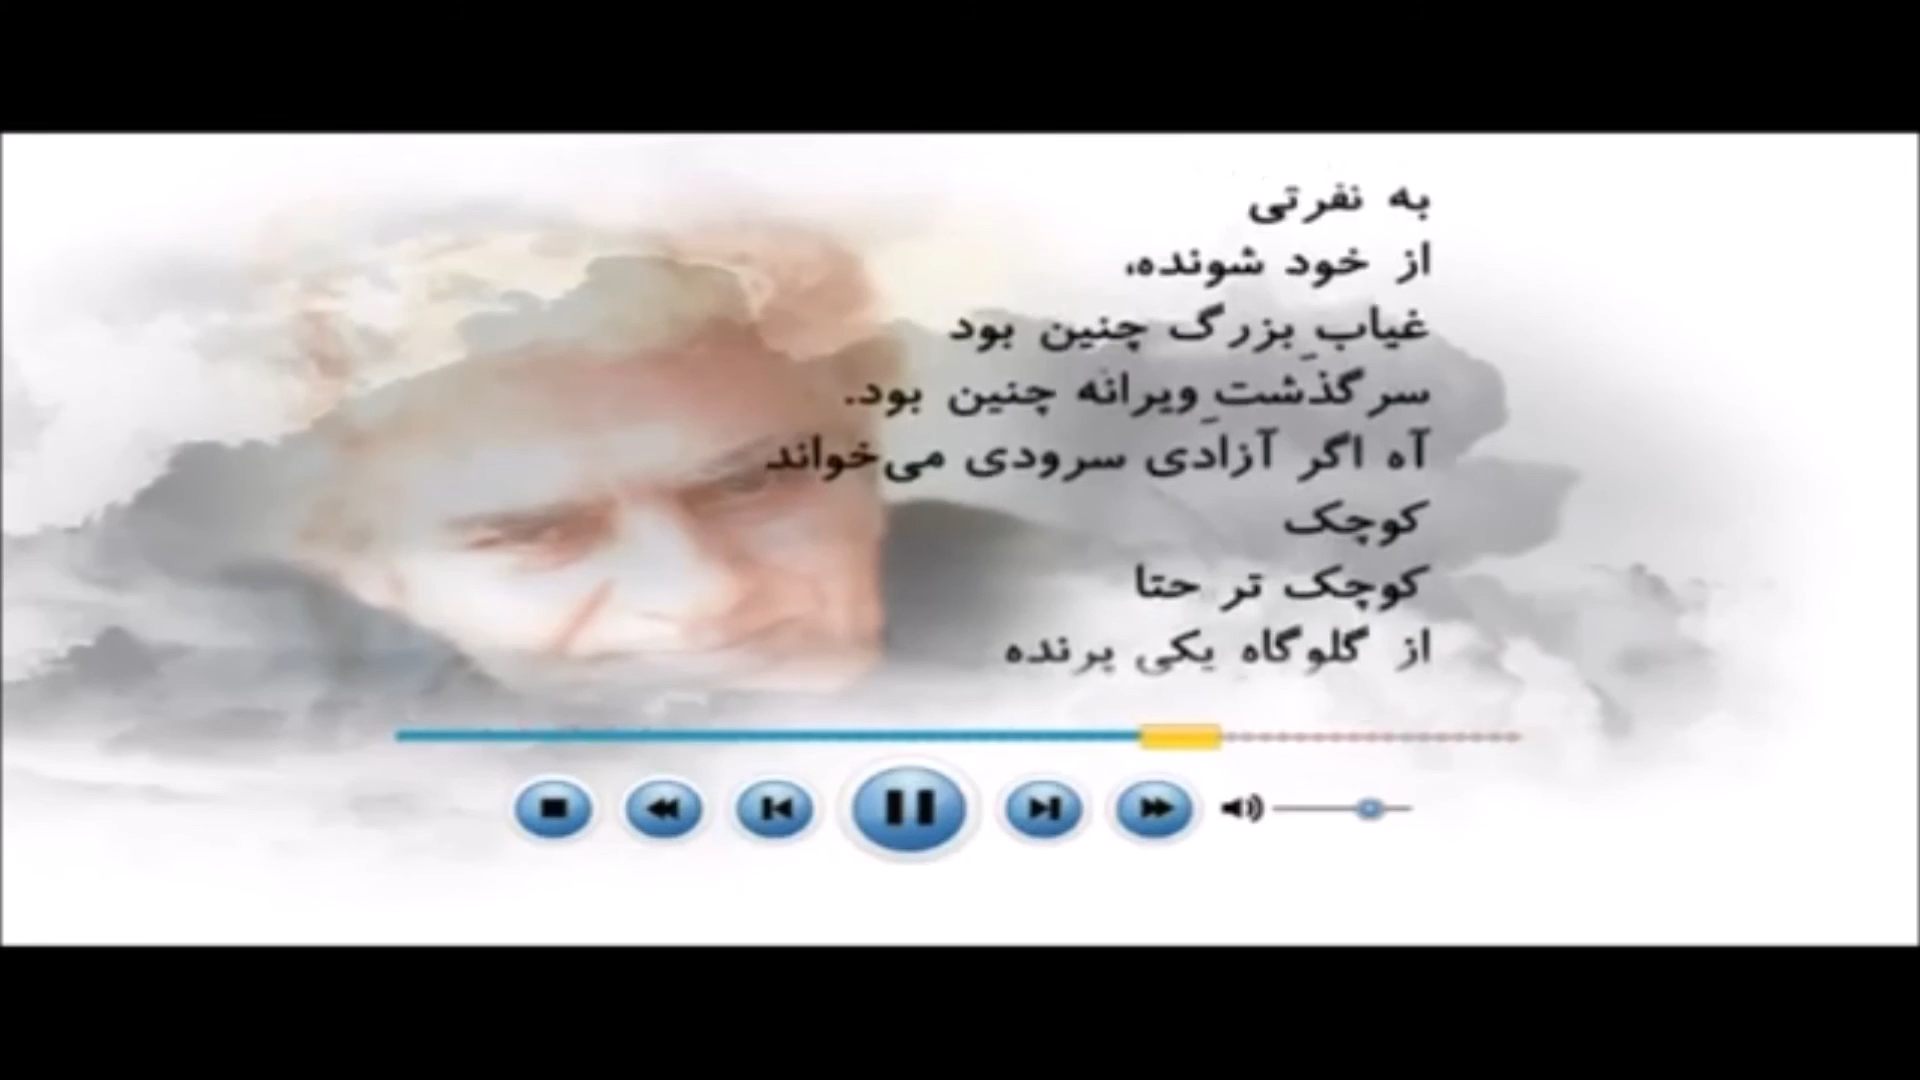 به نفرتی
از خود شونده،
غیابِ بزرگ چنین بود
سرگذشتِ ویرانه چنین بود.
آه اگر آزادی سرودی می‌خواند
کوچک
کوچک تر حتا
از گلوگاه یکی پرنده